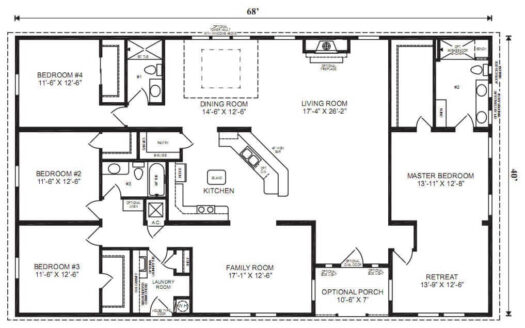 68'
BEDROOM #4
11'-6" X 12'-6"
#1
DINING ROOM
14'-6" X 12'-6"
LIVING ROOM
17'-4" X 26'-2"
#2
BEDROOM #2
11'-6" X 12'-6"
#3
KITCHEN
MASTER BEDROOM
13'-11" X 12'-8"
40'
BEDROOM #3
11'-6" X 12'-6"
LAUNDRY
ROOM
FAMILY ROOM
17'-1" X 12'-6"
OPTIONAL PORCH
10'-6" X 7'
RETREAT
13'-9" X 12'-6"